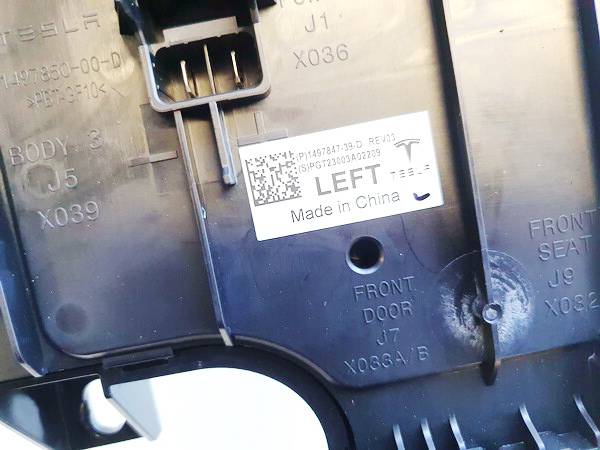 TESLA
1497850-00-D
>PBT-GF10<
BODY 3
J5
X039
J1
X036
(P)1497847-39-D REV03
(S)PGT23003A02209
LEFT
TESLA
Made in China
FRONT
DOOR
J7
X033A/B
FRONT
SEAT
J9
X032